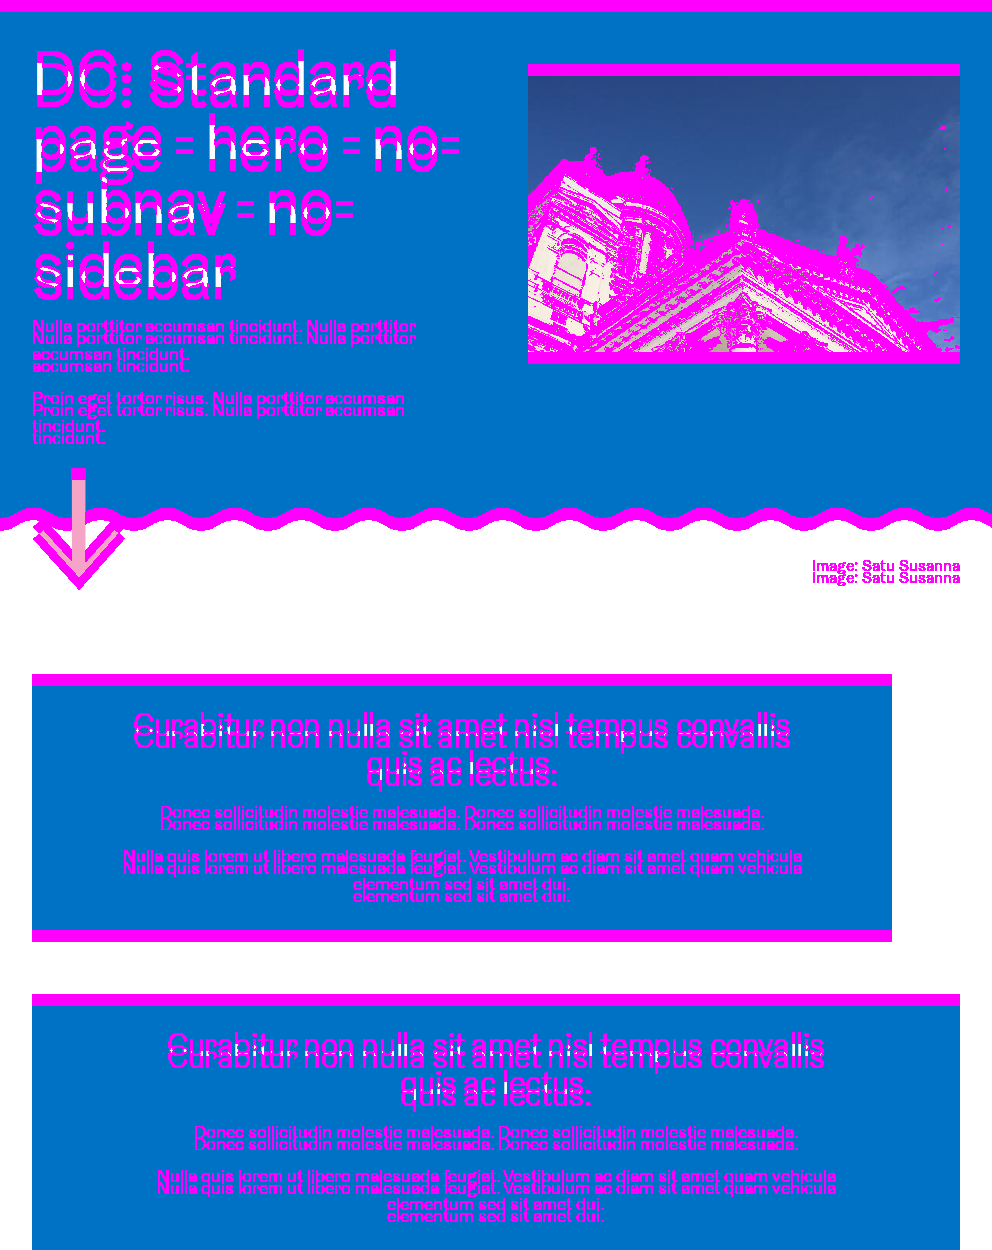 DC: Standard
page - hero - no-
subnav - no-
sidebar
Nulla porttitor accumsan tincidunt. Nulla porttitor
accumsan tincidunt.
Proin eget tortor risus. Nulla porttitor accumsan
tincidunt.
Image: Satu Susanna
Curabitur non nulla sit amet nisl tempus convallis
quis ac lectus.
Donec sollicitudin molestie malesuada. Donec sollicitudin molestie malesuada.
Nulla quis lorem ut libero malesuada feugiat. Vestibulum ac diam sit amet quam vehicula
elementum sed sit amet dui.
Curabitur non nulla sit amet nisl tempus convallis
quis ac lectus.
Donec sollicitudin molestie malesuada. Donec sollicitudin molestie malesuada.
Nulla quis lorem ut libero malesuada feugiat. Vestibulum ac diam sit amet quam vehicula
elementum sed sit amet dui.